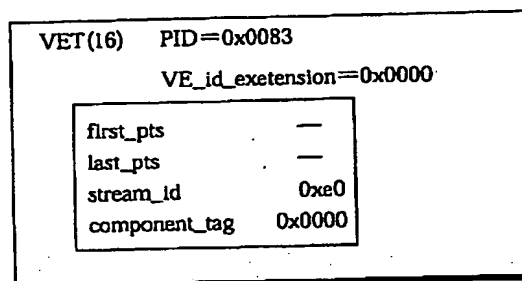 VET(16) PID=0x0083
VE_id_exetension=0x0000
first_pts —
last_pts —
stream_id 0xe0
component_tag 0x0000